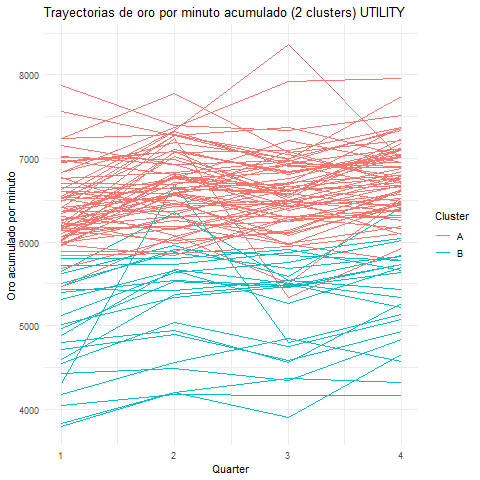 Trayectorias de oro por minuto acumulado (2 clusters) UTILITY
Oro acumulado por minuto
8000
7000
6000
5000
4000
1 2 3 4
Quarter
Cluster
A
B